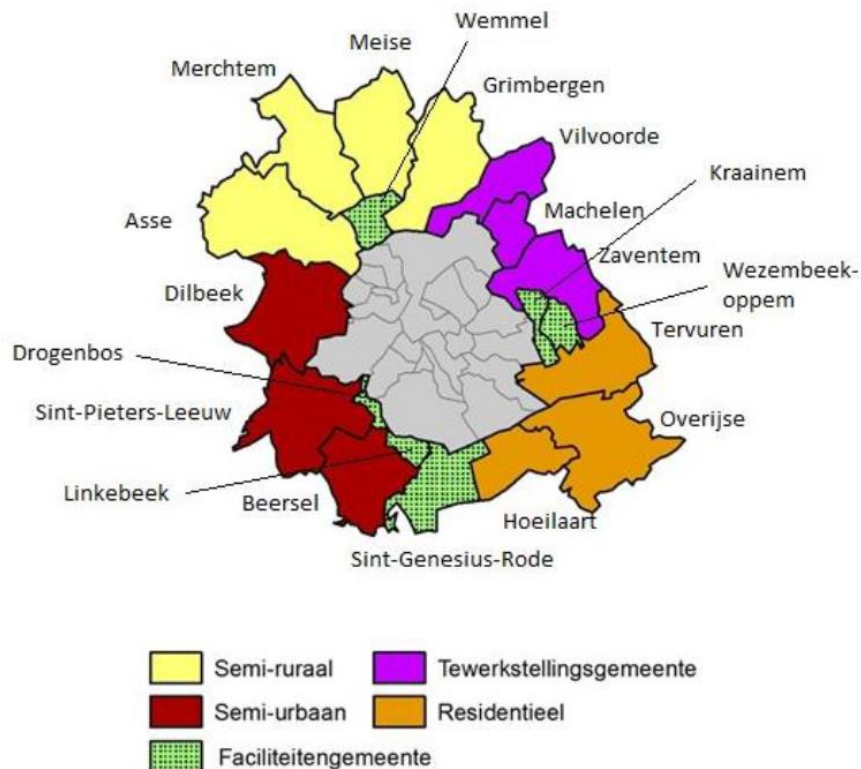 Wemmel
Meise
Merchtem
Grimbergen
Vilvoorde
Kraainem
Asse
Machelen
Zaventem
Wezembeek-
oppem
Dilbeek
Tervuren
Drogenbos
Sint-Pieters-Leeuw
Overijse
Linkebeek
Beersel
Hoeilaart
Sint-Genesius-Rode
Semi-ruraal
Tewerkstellingsgemeente
Semi-urbaan
Residentieel
Faciliteitengemeente